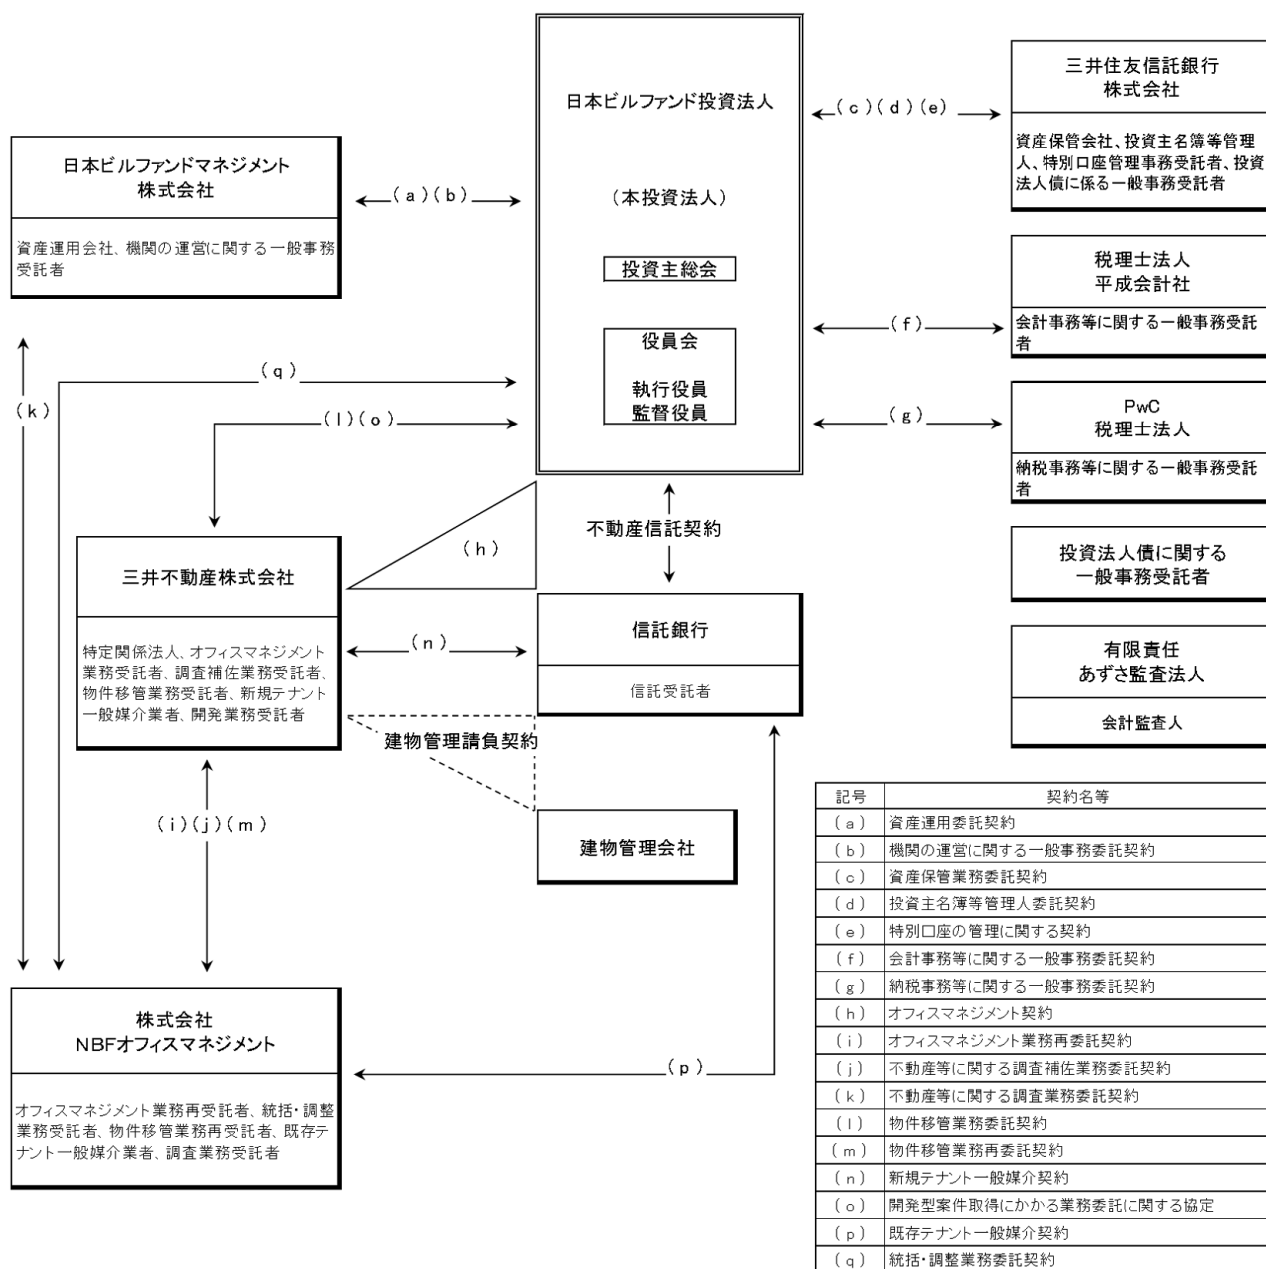 日本ビルファンド投資法人
(本投資法人)
投資主総会
役員会
執行役員
監督役員
日本ビルファンドマネジメント
株式会社
資産運用会社、機関の運営に関する一般事務
受託者
(a)(b)
(c)(d)(e)
三井住友信託銀行
株式会社
資産保管会社、投資主名簿等管理
人、特別口座管理事務受託者、投資
法人債に係る一般事務受託者
(f)
税理士法人
平成会計社
会計事務等に関する一般事務受託
者
(g)
PwC
税理士法人
納税事務等に関する一般事務受託
者
投資法人債に関する
一般事務受託者
有限責任
あずさ監査法人
会計監査人
(k)
(q)
(l)(o)
(h)
不動産信託契約
三井不動産株式会社
特定関係法人、オフィスマネジメント
業務受託者、調査補佐業務受託者、
物件移管業務受託者、新規テナント
一般媒介業者、開発業務受託者
(n)
信託銀行
信託受託者
建物管理請負契約
建物管理会社
(i)(j)(m)
(p)
株式会社
NBFオフィスマネジメント
オフィスマネジメント業務再受託者、統括・調整
業務受託者、物件移管業務再受託者、既存テ
ナント一般媒介業者、調査業務受託者
記号 契約名等
(a) 資産運用委託契約
(b) 機関の運営に関する一般事務委託契約
(c) 資産保管業務委託契約
(d) 投資主名簿等管理人委託契約
(e) 特別口座の管理に関する契約
(f) 会計事務等に関する一般事務委託契約
(g) 納税事務等に関する一般事務委託契約
(h) オフィスマネジメント契約
(i) オフィスマネジメント業務再委託契約
(j) 不動産等に関する調査補佐業務委託契約
(k) 不動産等に関する調査業務委託契約
(l) 物件移管業務委託契約
(m) 物件移管業務再委託契約
(n) 新規テナント一般媒介契約
(o) 開発型案件取得にかかる業務委託に関する協定
(p) 既存テナント一般媒介契約
(q) 統括・調整業務委託契約